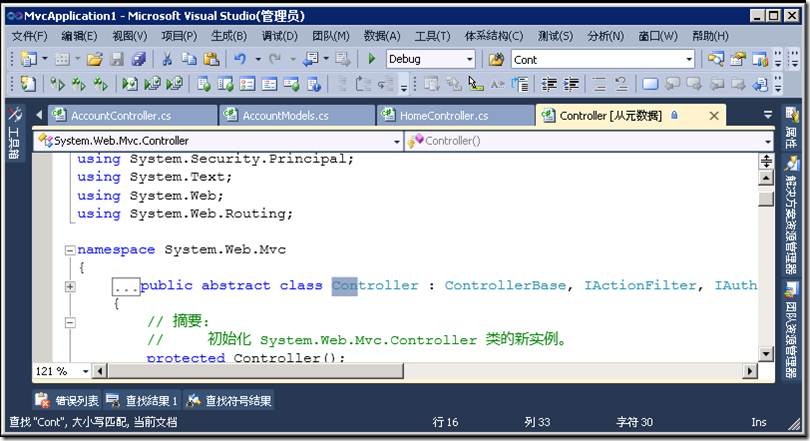 MvcApplication1 - Microsoft Visual Studio(管理员)
文件(F) 编辑(E) 视图(V) 项目(P) 生成(B) 调试(D) 团队(M) 数据(A) 工具(T) 体系结构(C) 测试(S) 分析(N) 窗口(W) 帮助(H)
Debug Cont
AccountController.cs AccountModels.cs HomeController.cs Controller [从元数据]
工具箱
System.Web.Mvc.Controller Controller()
using System.Security.Principal;
using System.Text;
using System.Web;
using System.Web.Routing;
namespace System.Web.Mvc
{
...public abstract class Controller : ControllerBase, IActionFilter, IAuth
{
// 摘要:
// 初始化 System.Web.Mvc.Controller 类的新实例。
protected Controller();
121 %
属性
解决方案资源管理器
团队资源管理器
错误列表 查找结果 1 查找符号结果
查找 "Cont", 大小写匹配, 当前文档 行 16 列 33 字符 30 Ins